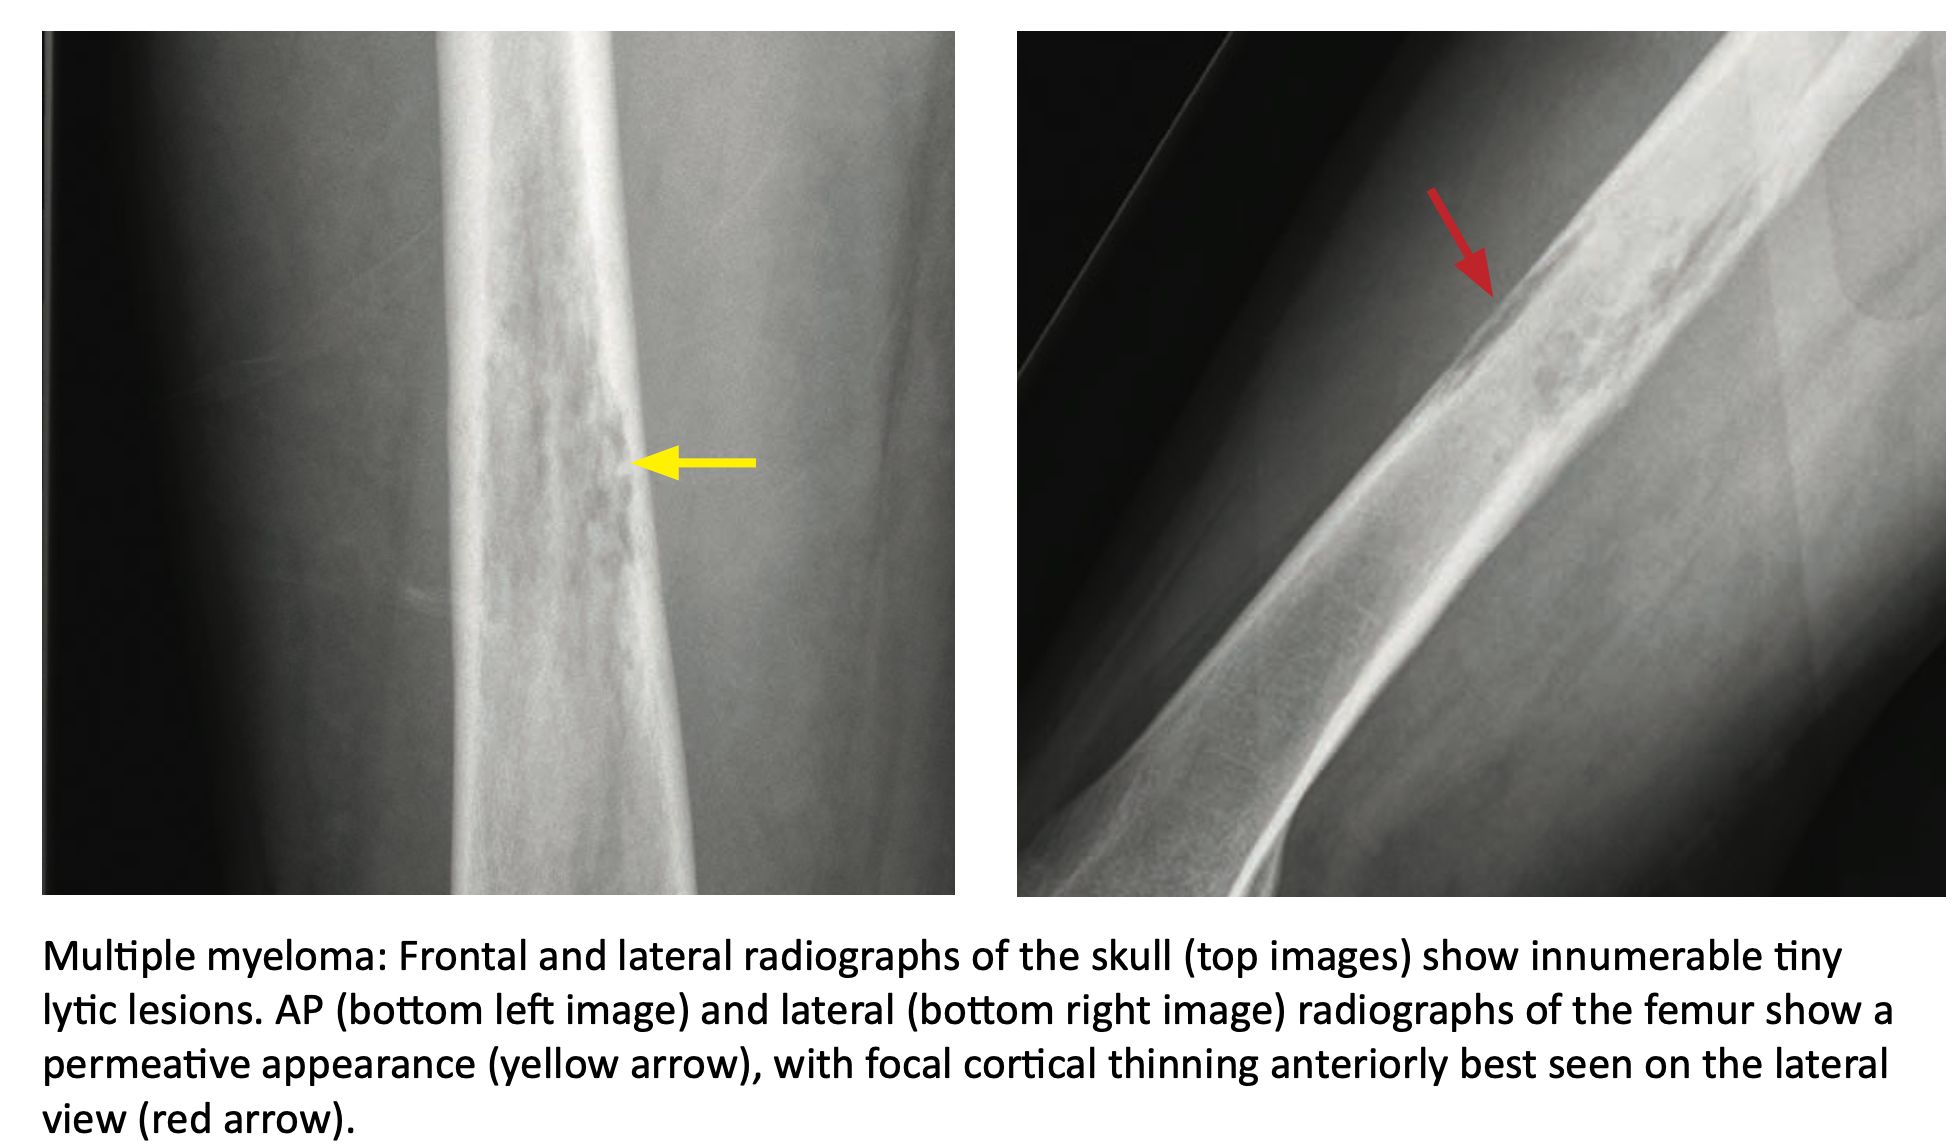 Multiple myeloma: Frontal and lateral radiographs of the skull (top images) show innumerable tiny
lytic lesions. AP (bottom left image) and lateral (bottom right image) radiographs of the femur show a
permeative appearance (yellow arrow), with focal cortical thinning anteriorly best seen on the lateral
view (red arrow).